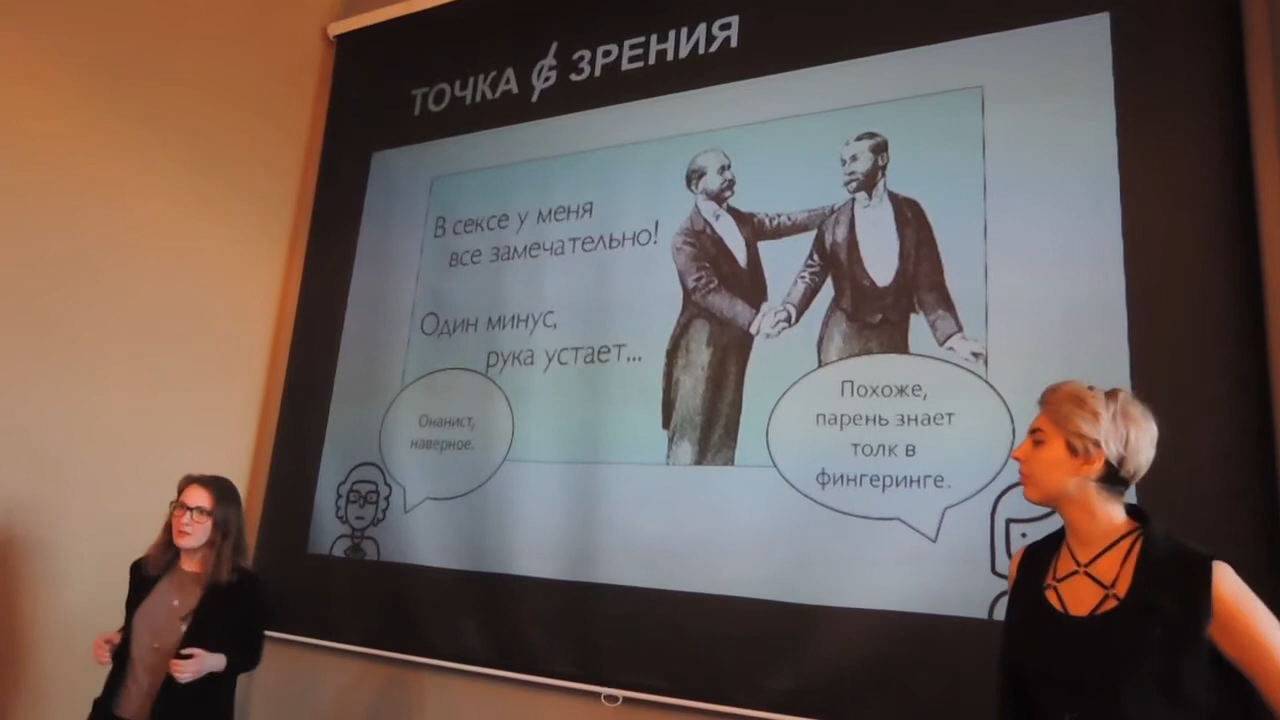 ТОЧКА G ЗРЕНИЯ
В сексе у меня
все замечательно!
Один минус,
рука устает...
Онанист,
наверное.
Похоже,
парень знает
толк в
фингеринге.